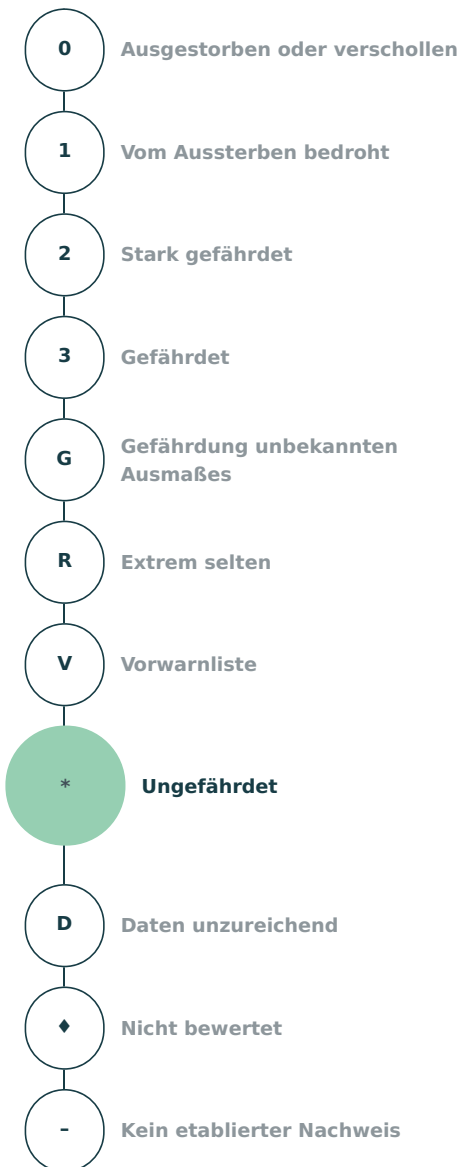 0 Ausgestorben oder verschollen
1 Vom Aussterben bedroht
2 Stark gefährdet
3 Gefährdet
G Gefährdung unbekannten
Ausmaßes
R Extrem selten
V Vorwarnliste
* Ungefährdet
D Daten unzureichend
♦ Nicht bewertet
– Kein etablierter Nachweis